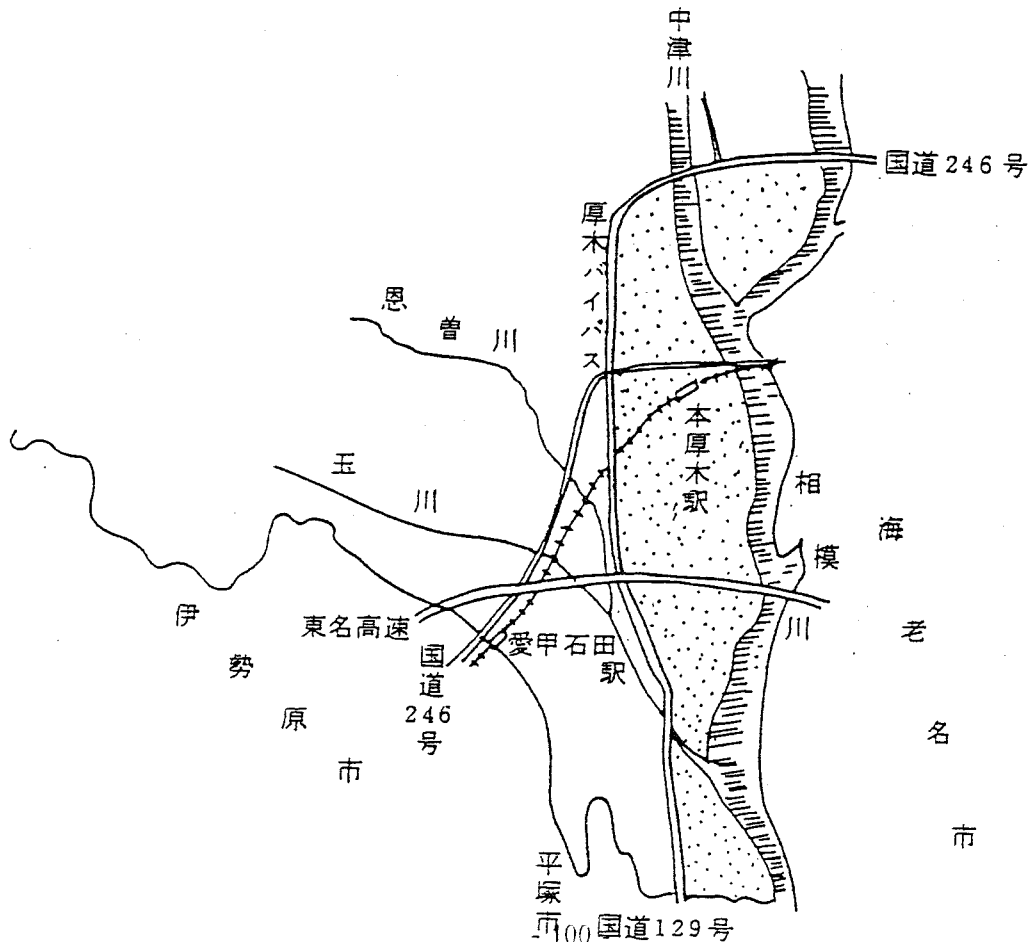 中津川
国道246号
厚木バイパス
恩曽川
本厚木駅
玉川
相模川
海老名市
伊勢原市
東名高速
愛甲石田駅
国道246号
平塚市
-100
国道129号